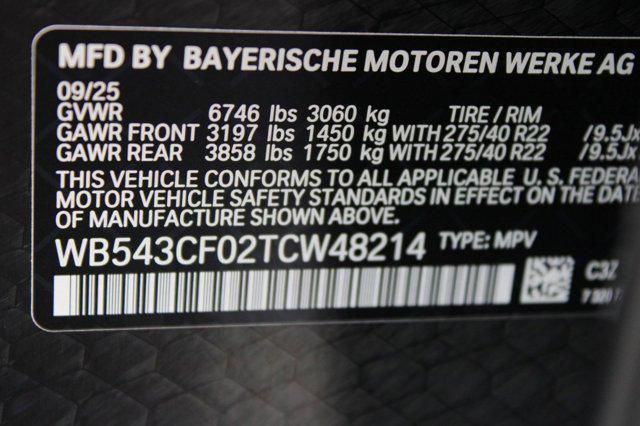 MFD BY BAYERISCHE MOTOREN WERKE AG
09/25
GVWR 6746 lbs 3060 kg TIRE / RIM
GAWR FRONT 3197 lbs 1450 kg WITH 275/40 R22 /9.5Jx
GAWR REAR 3858 lbs 1750 kg WITH 275/40 R22 /9.5Jx
THIS VEHICLE CONFORMS TO ALL APPLICABLE U.S. FEDERA
MOTOR VEHICLE SAFETY STANDARDS IN EFFECT ON THE DAT
OF MANUFACTURE SHOWN ABOVE.
WB543CF02TCW48214 TYPE: MPV
C3Z